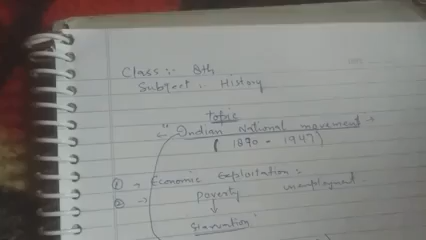 Class :- 8th
Subject : History
topic
" Indian National movement :
( 1870 - 1947)
① → Economic Exploitation :
② → poverty unemployment
↓
starvation